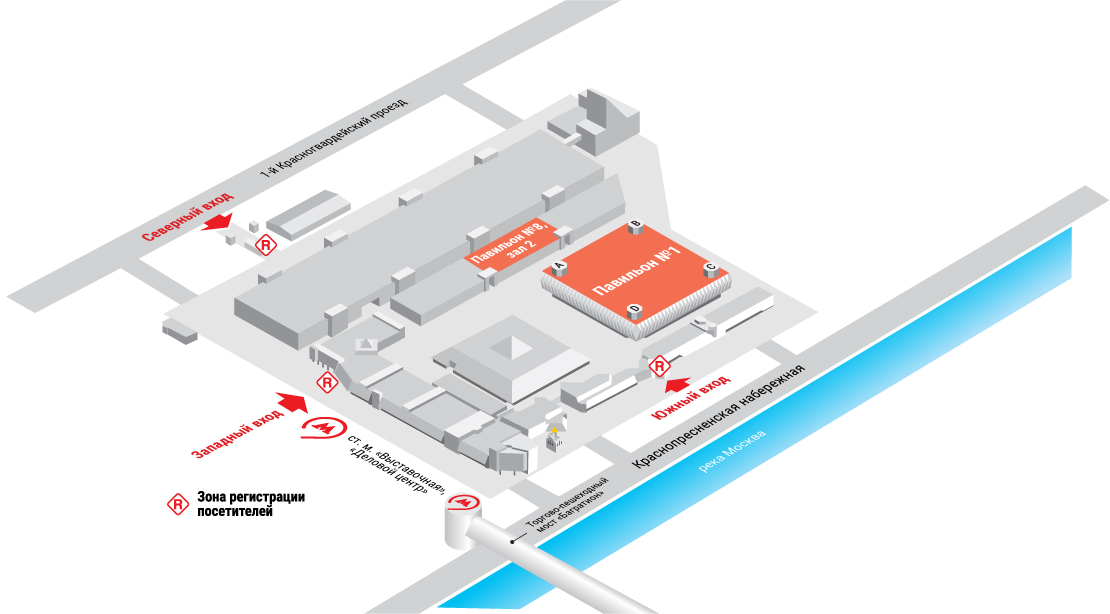 1-й Красногвардейский проезд
Северный вход
R
Павильон №8,
зал 2
B
A
Павильон №1
C
D
R
R
Южный вход
Западный вход
ст. м. «Выставочная»,
«Деловой центр»
Краснопресненская набережная
река Москва
R
Зона регистрации
посетителей
Торгово-пешеходный
мост «Багратион»